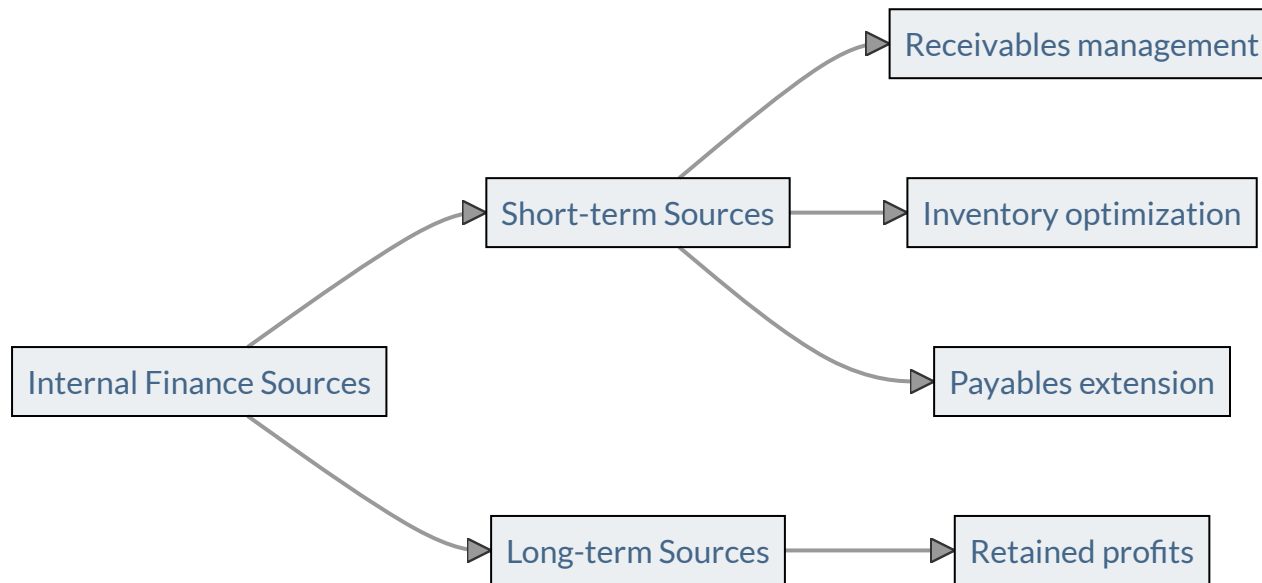 Receivables management
Short-term Sources
Inventory optimization
Internal Finance Sources
Payables extension
Long-term Sources
Retained profits